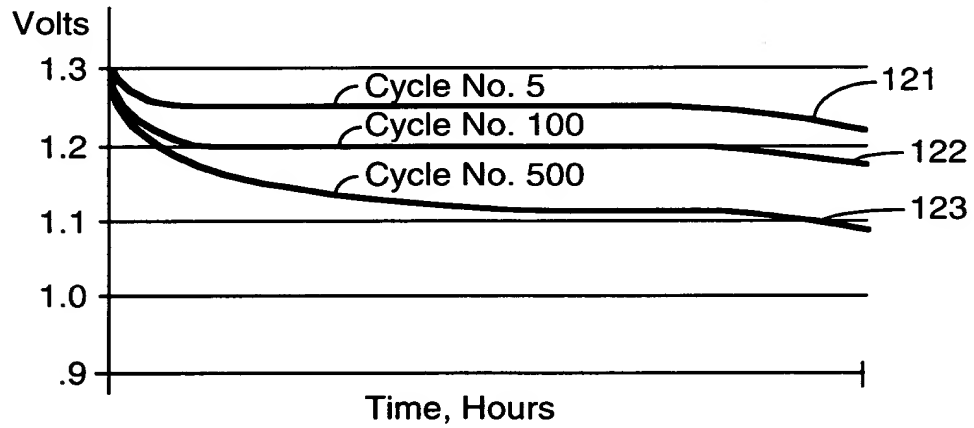 Volts
1.3
Cycle No. 5
121
Cycle No. 100
1.2
122
Cycle No. 500
123
1.1
1.0
.9
Time, Hours